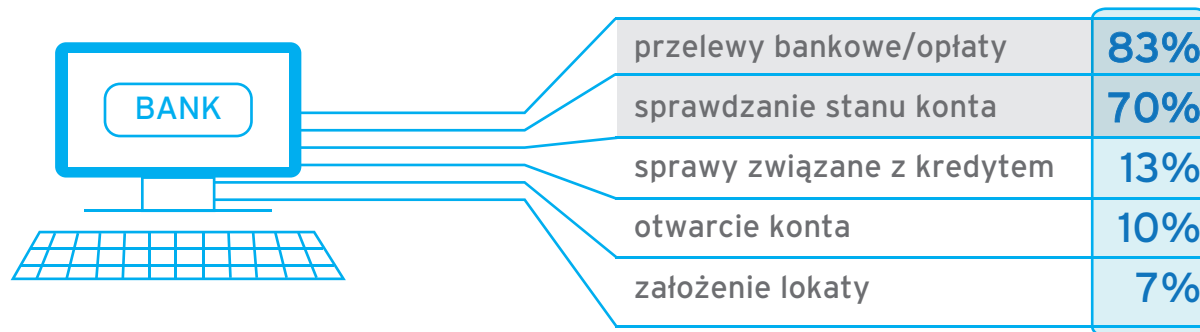 BANK
przelewy bankowe/opłaty 83%
sprawdzanie stanu konta 70%
sprawy związane z kredytem 13%
otwarcie konta 10%
założenie lokaty 7%